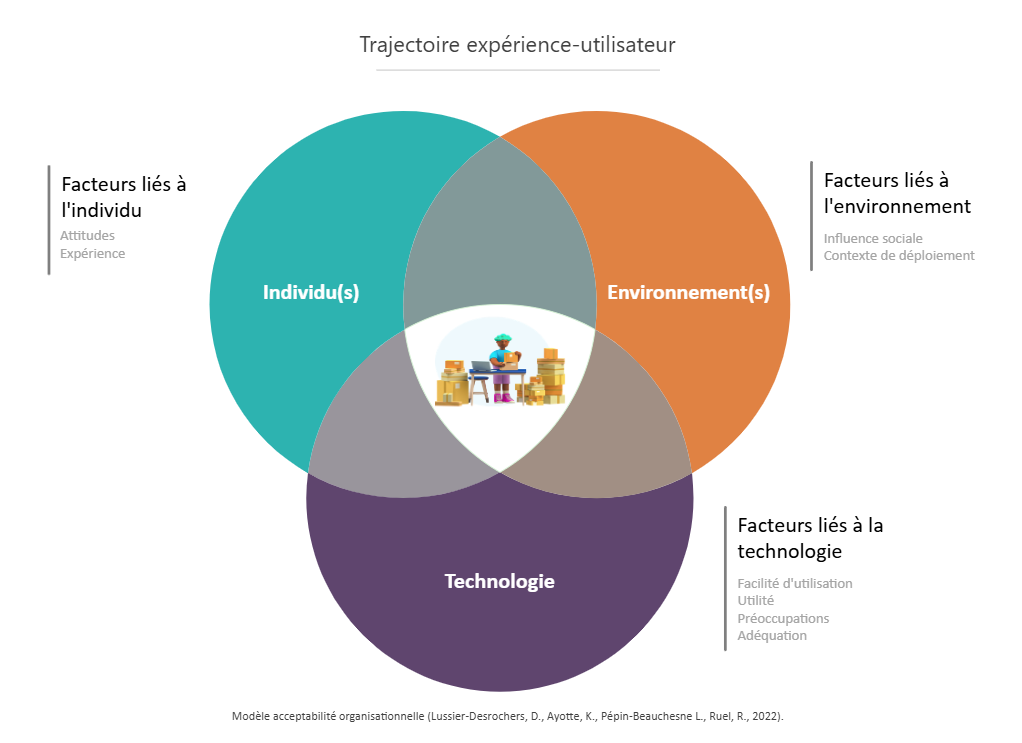 Trajectoire expérience-utilisateur
Facteurs liés à
l'individu
Attitudes
Expérience
Facteurs liés à
l'environnement
Influence sociale
Contexte de déploiement
Individu(s)
Environnement(s)
Technologie
Facteurs liés à la
technologie
Facilité d'utilisation
Utilité
Préoccupations
Adéquation
Modèle acceptabilité organisationnelle (Lussier-Desrochers, D., Ayotte, K., Pépin-Beauchesne L., Ruel, R., 2022).